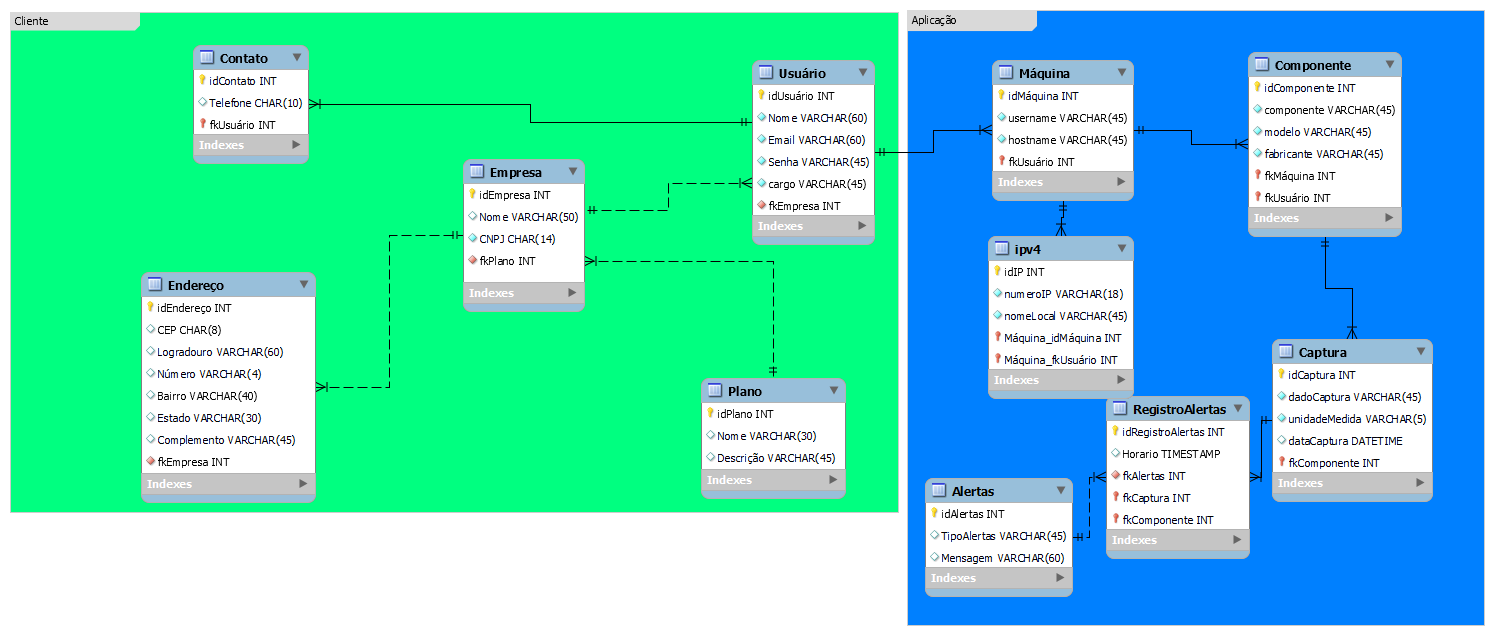 Cliente
Contato
idContato INT
Telefone CHAR(10)
fkUsuário INT
Indexes
Usuário
idUsuário INT
Nome VARCHAR(60)
Email VARCHAR(60)
Senha VARCHAR(45)
cargo VARCHAR(45)
fkEmpresa INT
Indexes
Empresa
idEmpresa INT
Nome VARCHAR(50)
CNPJ CHAR(14)
fkPlano INT
Indexes
Endereço
idEndereço INT
CEP CHAR(8)
Logradouro VARCHAR(60)
Número VARCHAR(4)
Bairro VARCHAR(40)
Estado VARCHAR(30)
Complemento VARCHAR(45)
fkEmpresa INT
Indexes
Plano
idPlano INT
Nome VARCHAR(30)
Descrição VARCHAR(45)
Indexes
Aplicação
Máquina
idMáquina INT
username VARCHAR(45)
hostname VARCHAR(45)
fkUsuário INT
Indexes
Componente
idComponente INT
componente VARCHAR(45)
modelo VARCHAR(45)
fabricante VARCHAR(45)
fkMáquina INT
fkUsuário INT
Indexes
ipv4
idIP INT
numeroIP VARCHAR(18)
nomeLocal VARCHAR(45)
Máquina_idMáquina INT
Máquina_fkUsuário INT
Indexes
Captura
idCaptura INT
dadoCaptura VARCHAR(45)
unidadeMedida VARCHAR(5)
dataCaptura DATETIME
fkComponente INT
Indexes
RegistroAlertas
idRegistroAlertas INT
Horario TIMESTAMP
fkAlertas INT
fkCaptura INT
fkComponente INT
Indexes
Alertas
idAlertas INT
TipoAlertas VARCHAR(45)
Mensagem VARCHAR(60)
Indexes